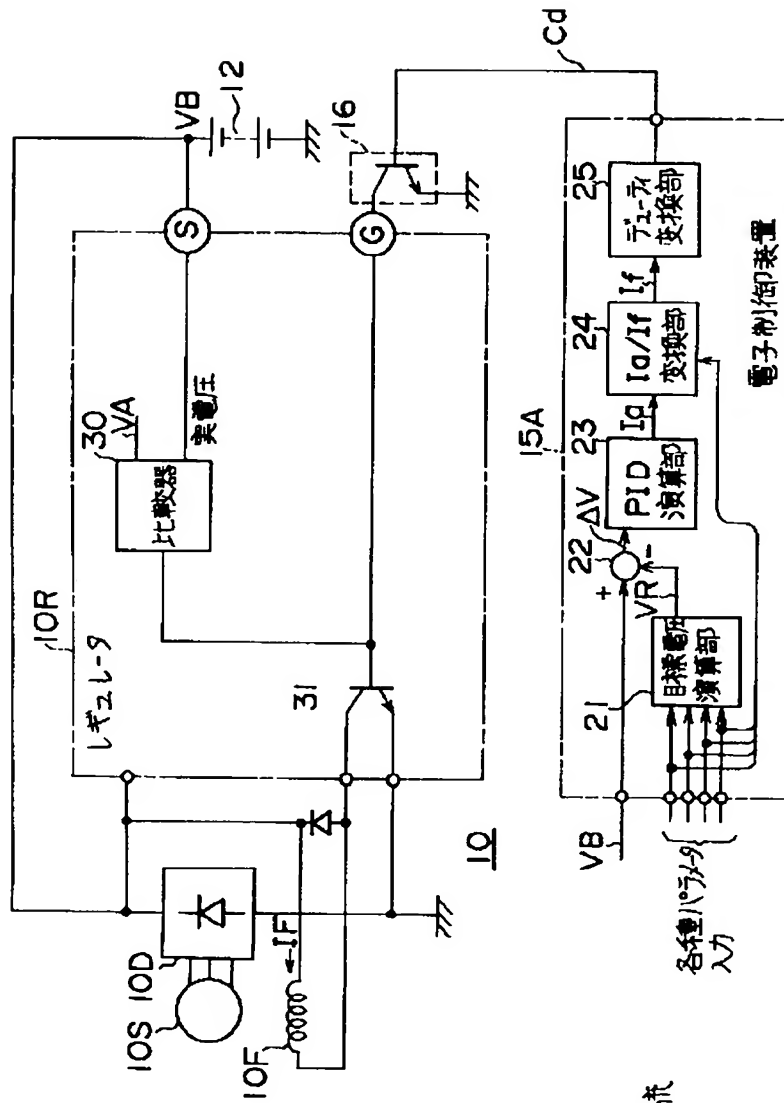 10S
10D
10F
IF
10
10R
レギュレータ
31
30
比較器
VA
実電圧
S
G
VB
12
16
Cd
VB
各種パラメータ
入力
21
目標電圧
演算部
VR
22
+
-
ΔV
15A
23
PID
演算部
Ia
24
Ia/If
変換部
If
25
デューティ
変換部
電子制御装置
流